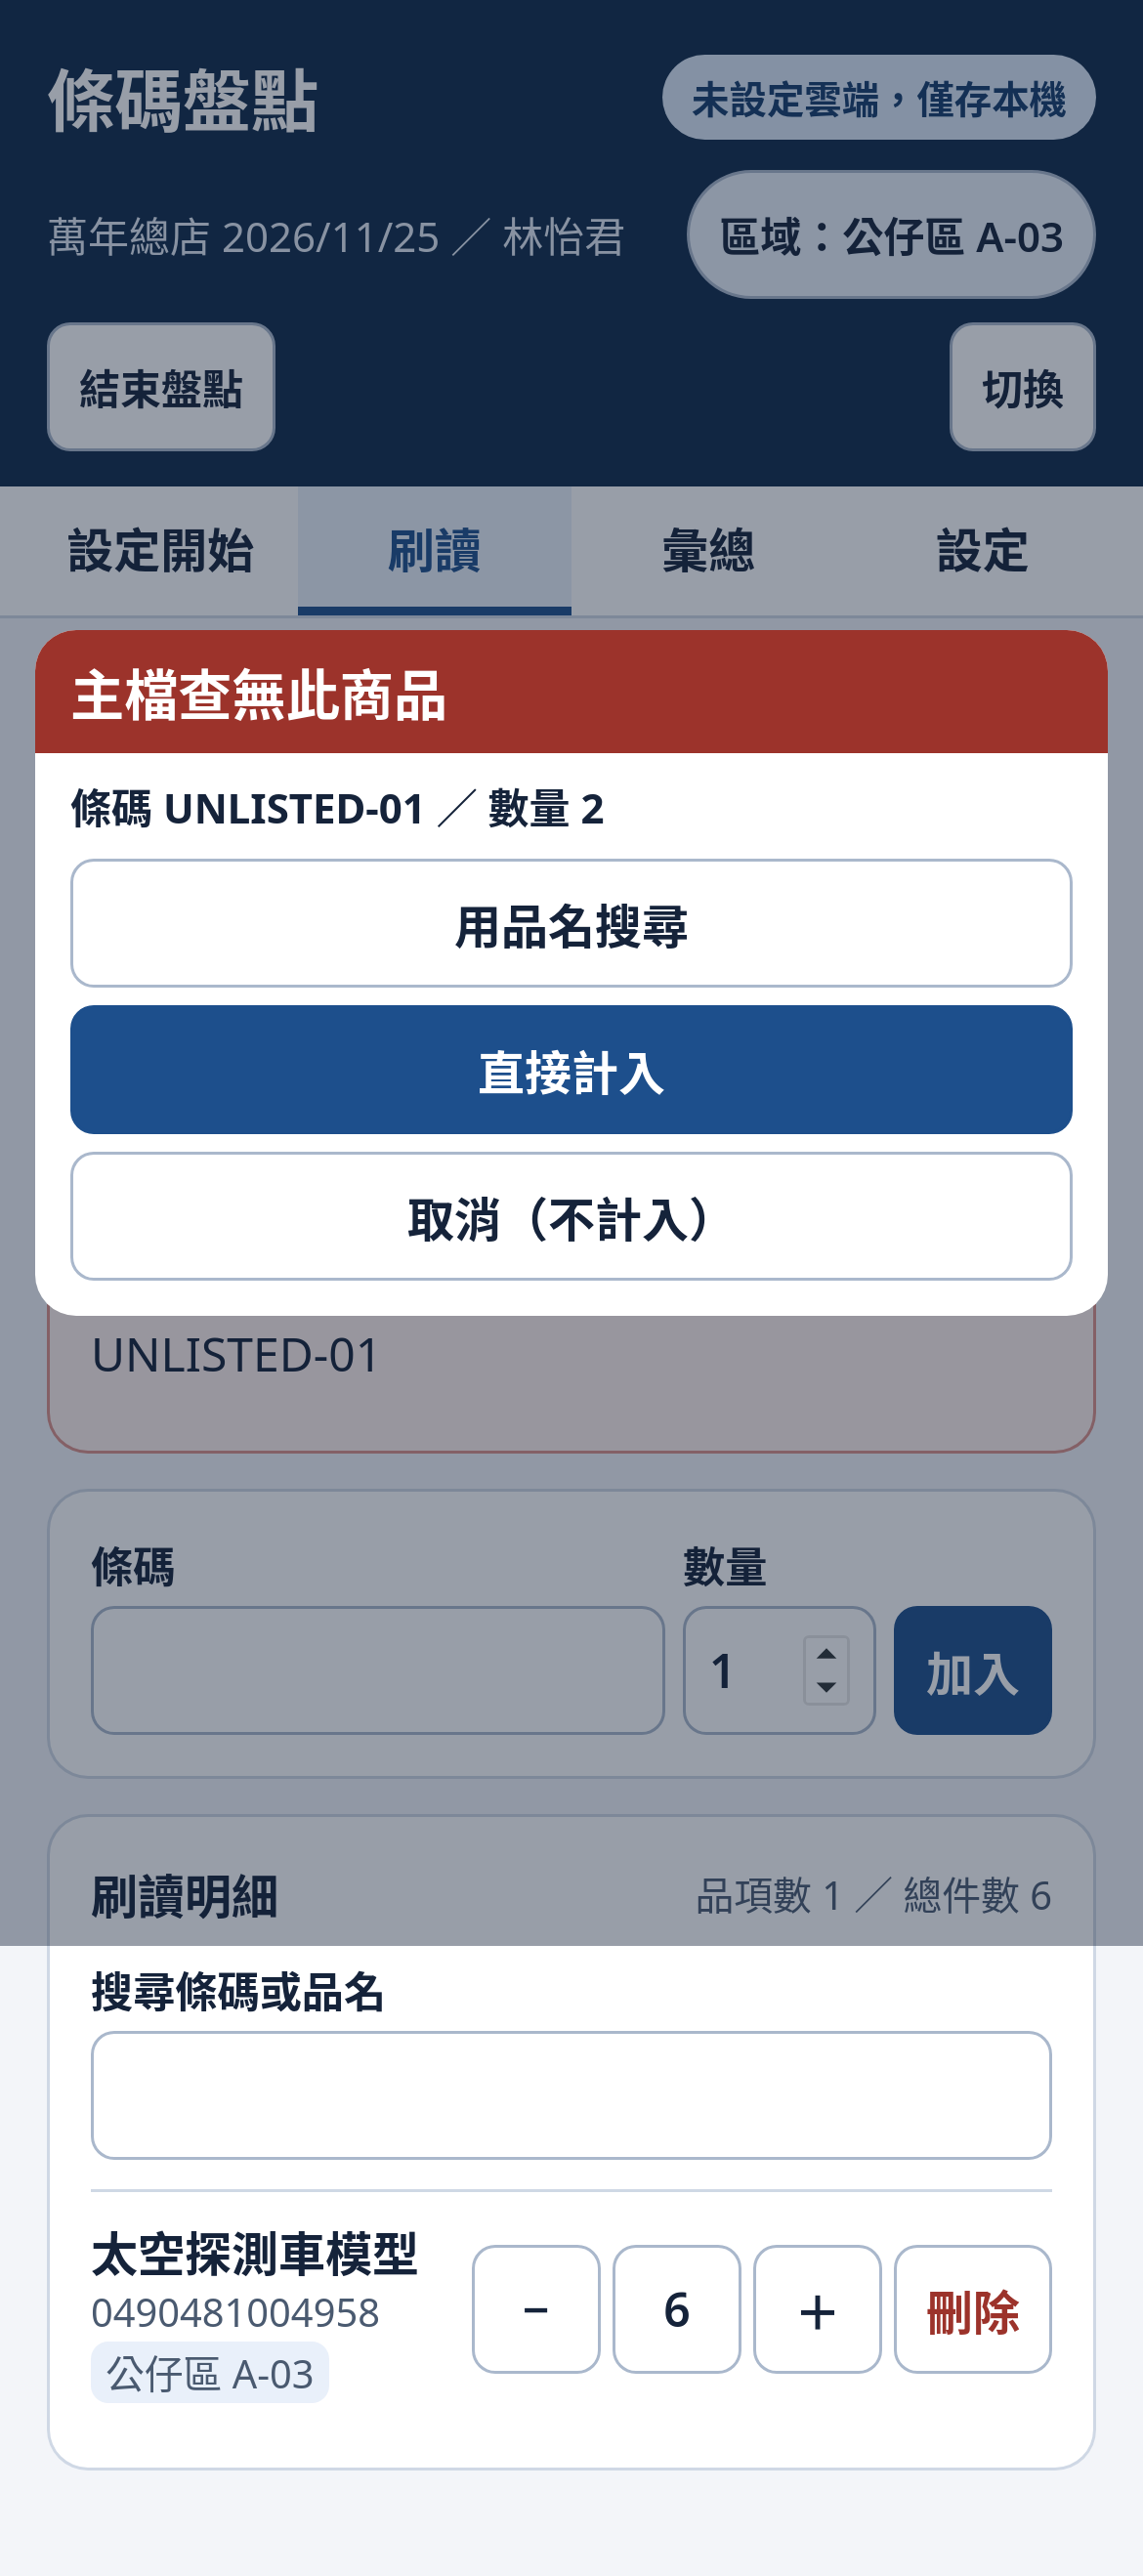 條碼盤點
未設定雲端，僅存本機
萬年總店 2026/11/25 ／ 林怡君
區域：公仔區 A-03
結束盤點
切換
設定開始
刷讀
彙總
設定
主檔查無此商品
條碼 UNLISTED-01 ／ 數量 2
用品名搜尋
直接計入
取消（不計入）
UNLISTED-01
條碼
數量
1
加入
刷讀明細
品項數 1 ／ 總件數 6
搜尋條碼或品名
太空探測車模型
0490481004958
公仔區 A-03
−
6
＋
刪除